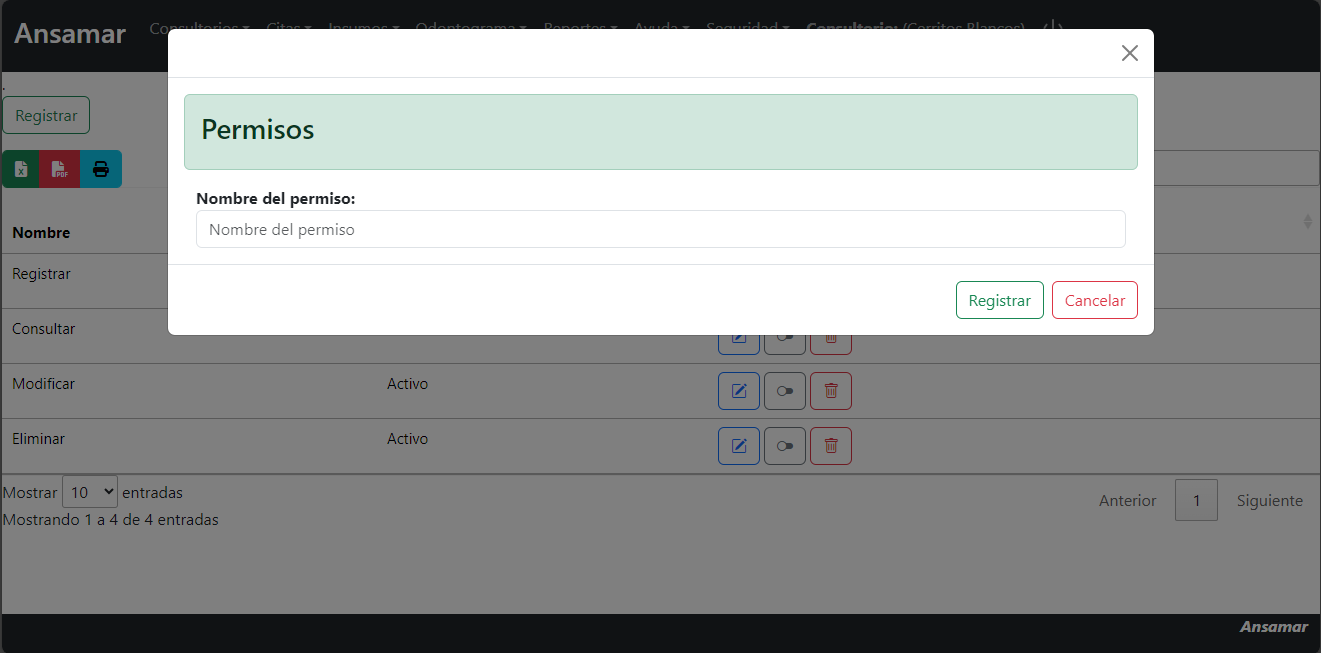 Ansamar
Consultorios Citas Insumos Odontograma Reportes Ayuda Seguridad Consultorio: (Cerritos Blancos)
.
Registrar
Permisos
Nombre del permiso:
Nombre del permiso
Registrar Cancelar
PDF
Nombre
Registrar
Consultar
Modificar Activo
Eliminar Activo
Mostrar 10 entradas
Mostrando 1 a 4 de 4 entradas
Anterior 1 Siguiente
Ansamar